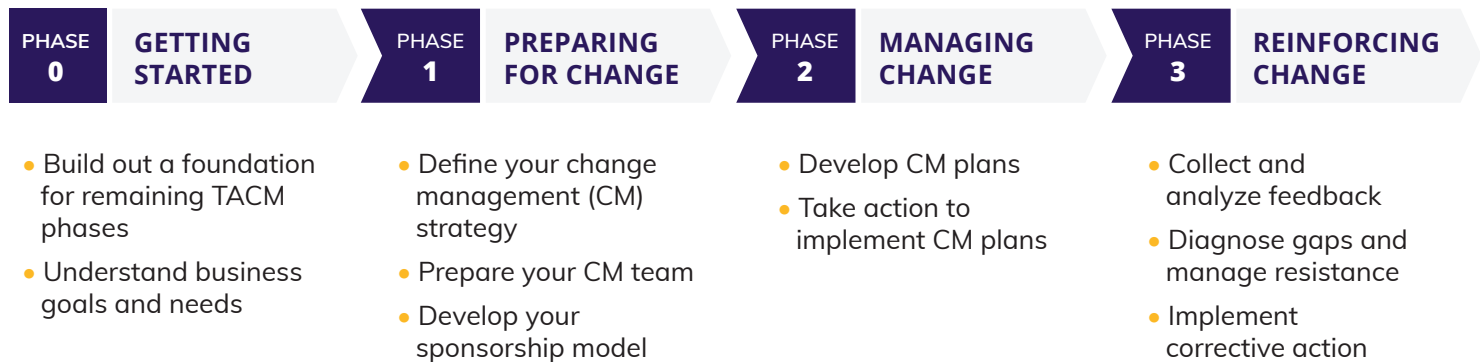 PHASE
0
GETTING
STARTED
PHASE
1
PREPARING
FOR CHANGE
PHASE
2
MANAGING
CHANGE
PHASE
3
REINFORCING
CHANGE
• Build out a foundation
for remaining TACM
phases
• Understand business
goals and needs
• Define your change
management (CM)
strategy
• Prepare your CM team
• Develop your
sponsorship model
• Develop CM plans
• Take action to
implement CM plans
• Collect and
analyze feedback
• Diagnose gaps and
manage resistance
• Implement
corrective action